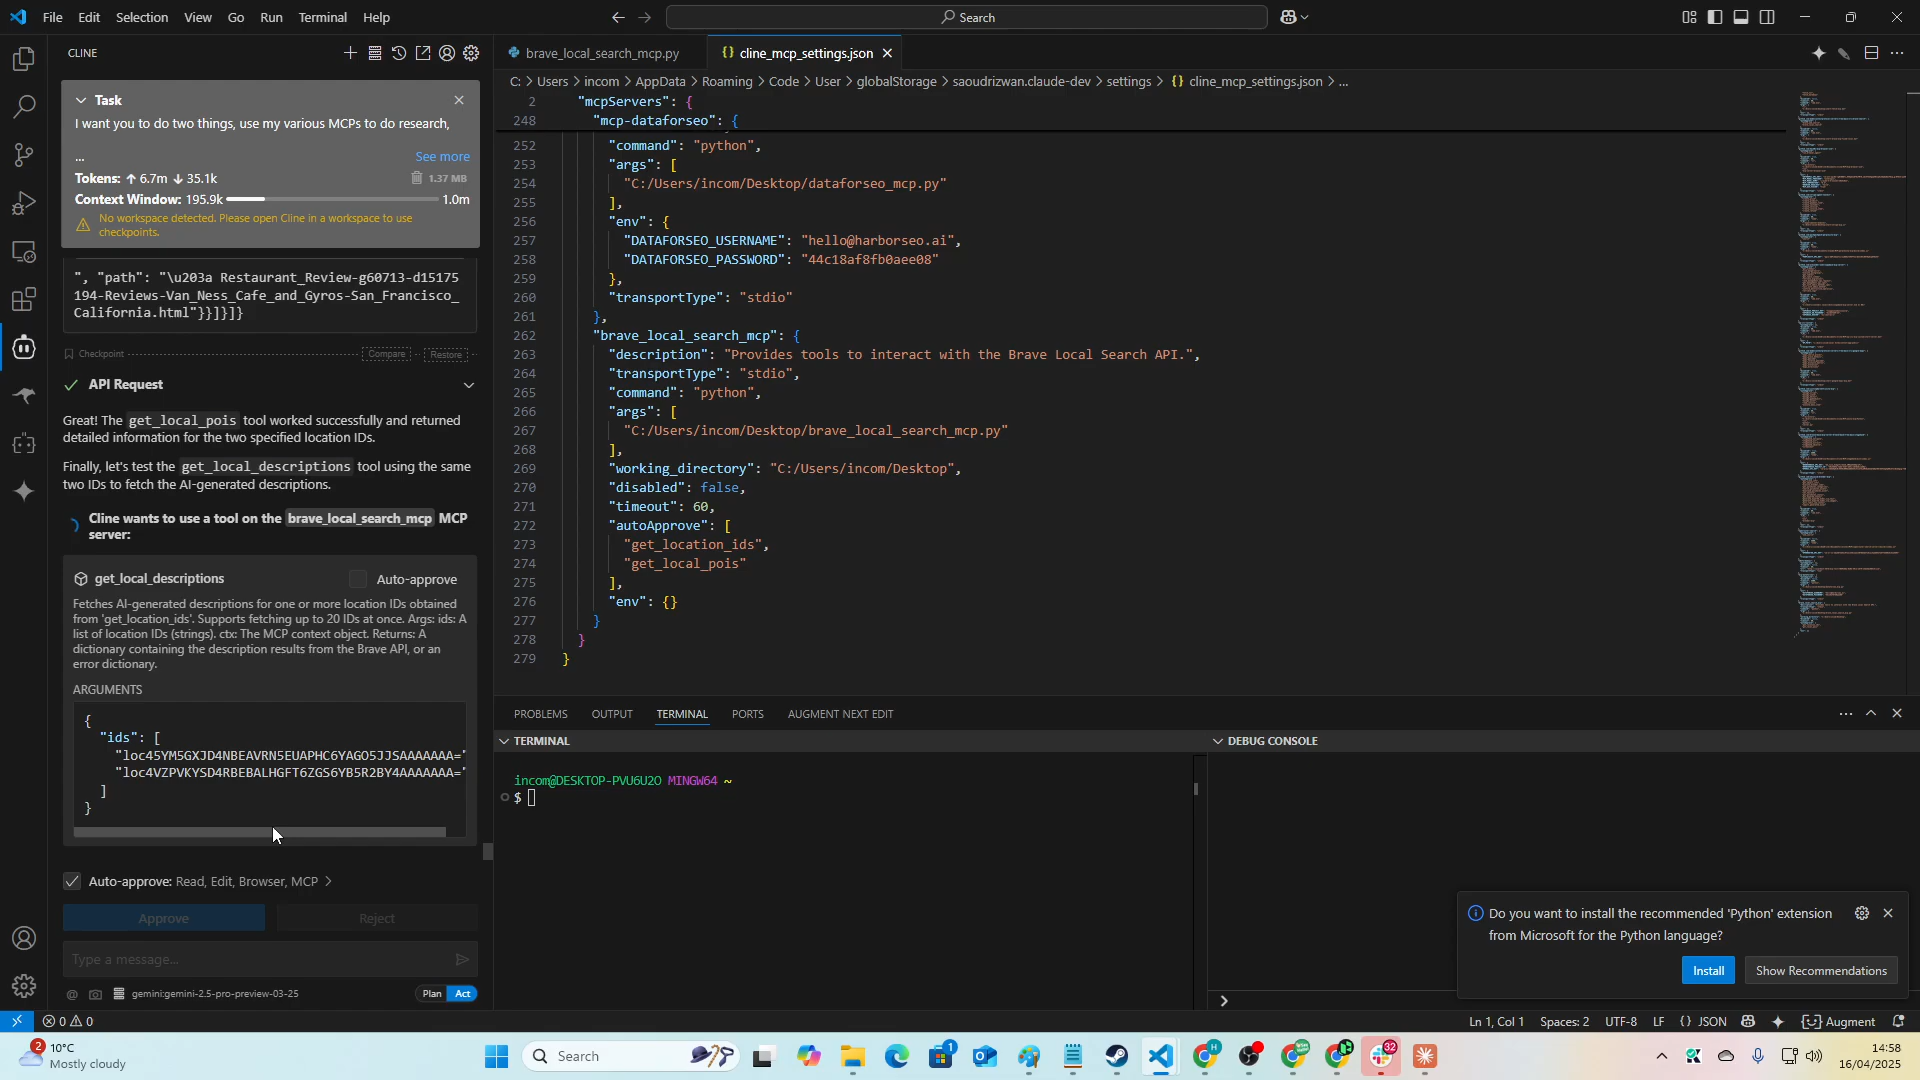 File Edit Selection View Go Run Terminal Help
Search
CLINE
brave_local_search_mcp.py
cline_mcp_settings.json
C: > Users > incom > AppData > Roaming > Code > User > globalStorage > saoudrizwan.claude-dev > settings > {} cline_mcp_settings.json > ...
Task
I want you to do two things, use my various MCPs to do research,
...
See more
Tokens: ↑ 6.7m ↓ 35.1k
1.37 MB
Context Window: 195.9k 1.0m
No workspace detected. Please open Cline in a workspace to use
checkpoints.
", "path": "\u203a Restaurant_Review-g60713-d15175
194-Reviews-Van_Ness_Cafe_and_Gyros-San_Francisco_
California.html"}}]}]}
Checkpoint Compare Restore
API Request
Great! The get_local_pois tool worked successfully and returned
detailed information for the two specified location IDs.
Finally, let's test the get_local_descriptions tool using the same
two IDs to fetch the AI-generated descriptions.
Cline wants to use a tool on the brave_local_search_mcp MCP
server:
get_local_descriptions Auto-approve
Fetches AI-generated descriptions for one or more location IDs obtained
from 'get_location_ids'. Supports fetching up to 20 IDs at once. Args: ids: A
list of location IDs (strings). ctx: The MCP context object. Returns: A
dictionary containing the description results from the Brave API, or an
error dictionary.
ARGUMENTS
{
"ids": [
"loc45YM5GXJD4NBEAVRN5EUAPHC6YAGO5JJSAAAAAAA="
"loc4VZPVKYSD4RBEBALHGFT6ZGS6YB5R2BY4AAAAAAA="
]
}
Auto-approve: Read, Edit, Browser, MCP >
Approve Reject
Type a message...
@ gemini:gemini-2.5-pro-preview-03-25 Plan Act
2 "mcpServers": {
248 "mcp-dataforseo": {
252 "command": "python",
253 "args": [
254 "C:/Users/incom/Desktop/dataforseo_mcp.py"
255 ],
256 "env": {
257 "DATAFORSEO_USERNAME": "hello@harborseo.ai",
258 "DATAFORSEO_PASSWORD": "44c18af8fb0aee08"
259 },
260 "transportType": "stdio"
261 },
262 "brave_local_search_mcp": {
263 "description": "Provides tools to interact with the Brave Local Search API.",
264 "transportType": "stdio",
265 "command": "python",
266 "args": [
267 "C:/Users/incom/Desktop/brave_local_search_mcp.py"
268 ],
269 "working_directory": "C:/Users/incom/Desktop",
270 "disabled": false,
271 "timeout": 60,
272 "autoApprove": [
273 "get_location_ids",
274 "get_local_pois"
275 ],
276 "env": {}
277 }
278 }
279 }
PROBLEMS OUTPUT TERMINAL PORTS AUGMENT NEXT EDIT
TERMINAL
DEBUG CONSOLE
incom@DESKTOP-PVU6U2O MINGW64 ~
$
Do you want to install the recommended 'Python' extension
from Microsoft for the Python language?
Install Show Recommendations
0 0
Ln 1, Col 1 Spaces: 2 UTF-8 LF {} JSON Augment
2
10°C
Mostly cloudy
Search
1
32
14:58
16/04/2025